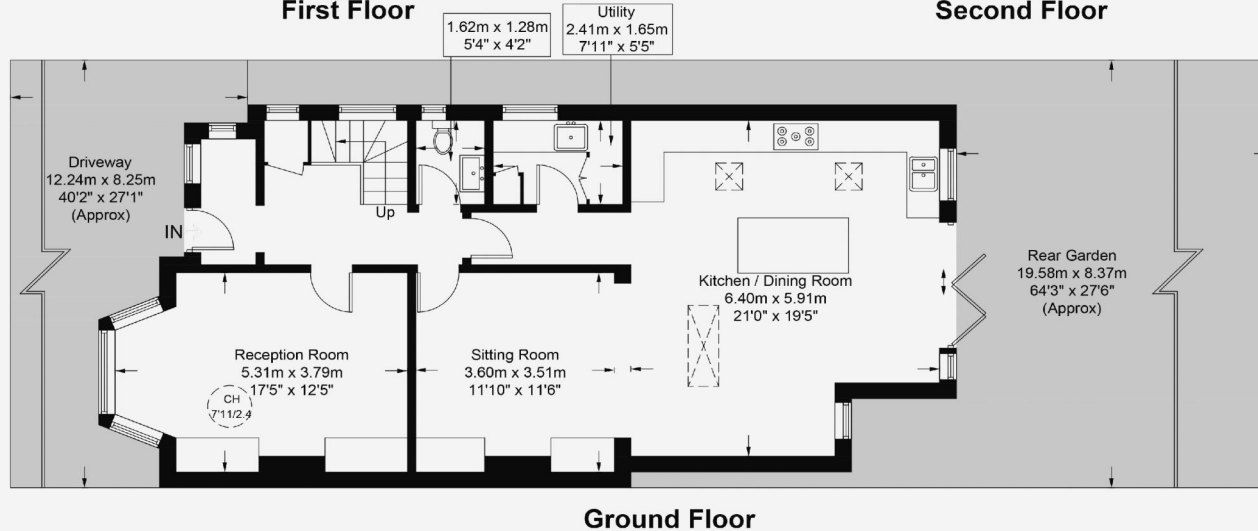 First Floor
Second Floor
1.62m x 1.28m
5'4" x 4'2"
Utility
2.41m x 1.65m
7'11" x 5'5"
Driveway
12.24m x 8.25m
40'2" x 27'1"
(Approx)
IN
Up
Kitchen / Dining Room
6.40m x 5.91m
21'0" x 19'5"
Rear Garden
19.58m x 8.37m
64'3" x 27'6"
(Approx)
Reception Room
5.31m x 3.79m
17'5" x 12'5"
CH
7'11/2.4
Sitting Room
3.60m x 3.51m
11'10" x 11'6"
Ground Floor